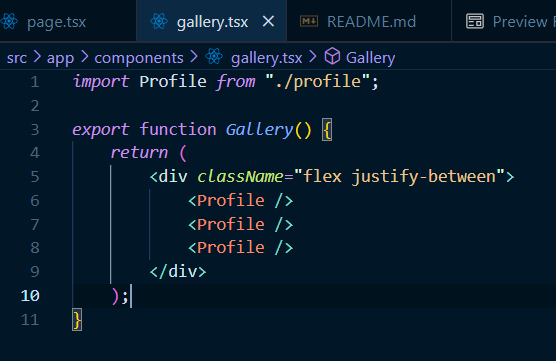 page.tsx gallery.tsx README.md Preview
src > app > components > gallery.tsx > Gallery
1 import Profile from "./profile";
2
3 export function Gallery() {
4 return (
5 <div className="flex justify-between">
6 <Profile />
7 <Profile />
8 <Profile />
9 </div>
10 );
11 }